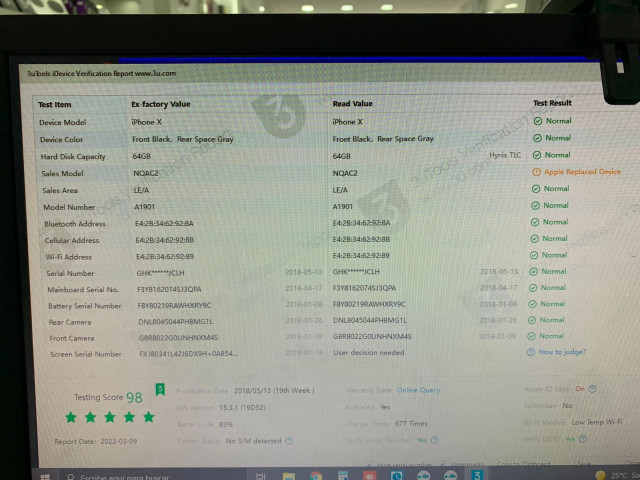 3uTools iDevice Verification Report www.3u.com
Test Item Ex-factory Value Read Value Test Result
Device Model iPhone X iPhone X Normal
Device Color Front Black, Rear Space Gray Front Black, Rear Space Gray Normal
Hard Disk Capacity 64GB 64GB Hynix TLC Normal
Sales Model NQAC2 NQAC2 Apple Replaced Device
Sales Area LE/A LE/A Normal
Model Number A1901 A1901 Normal
Bluetooth Address E4:2B:34:62:92:8A E4:2B:34:62:92:8A Normal
Cellular Address E4:2B:34:62:92:8B E4:2B:34:62:92:8B Normal
Wi-Fi Address E4:2B:34:62:92:89 E4:2B:34:62:92:89 Normal
Serial Number GHK******JCLH 2018-05-13 GHK******JCLH 2018-05-13 Normal
Mainboard Serial No. F3Y8162074SJ3QPA 2018-04-17 F3Y8162074SJ3QPA 2018-04-17 Normal
Battery Serial Number F8Y80219RAWHXRY9C 2018-01-08 F8Y80219RAWHXRY9C 2018-01-08 Normal
Rear Camera DNL8045044PH8MG1L 2018-01-26 DNL8045044PH8MG1L 2018-01-26 Normal
Front Camera G8R8022G0UNHNXM4S 2018-01-09 G8R8022G0UNHNXM4S 2018-01-09 Normal
Screen Serial Number FXJ80341L42J6DX9H+0A854... 2018-01-18 User decision needed How to judge?
Testing Score 98 Production Date 2018/05/13 (19th Week) Warranty Date Online Query Apple ID Lock On
iOS Version 15.3.1 (19D52) Activated Yes Jailbroken No
Battery Life 83% Charge Times 677 Times Wi-Fi Module Low Temp Wi-Fi
Report Date: 2022-03-09 Carrier Status No SIM detected Verify Serial Number Yes Verify UDID Yes
Hide serial number Watermarks Copy to Clipboard Save
Escribe aquí para buscar 25°C